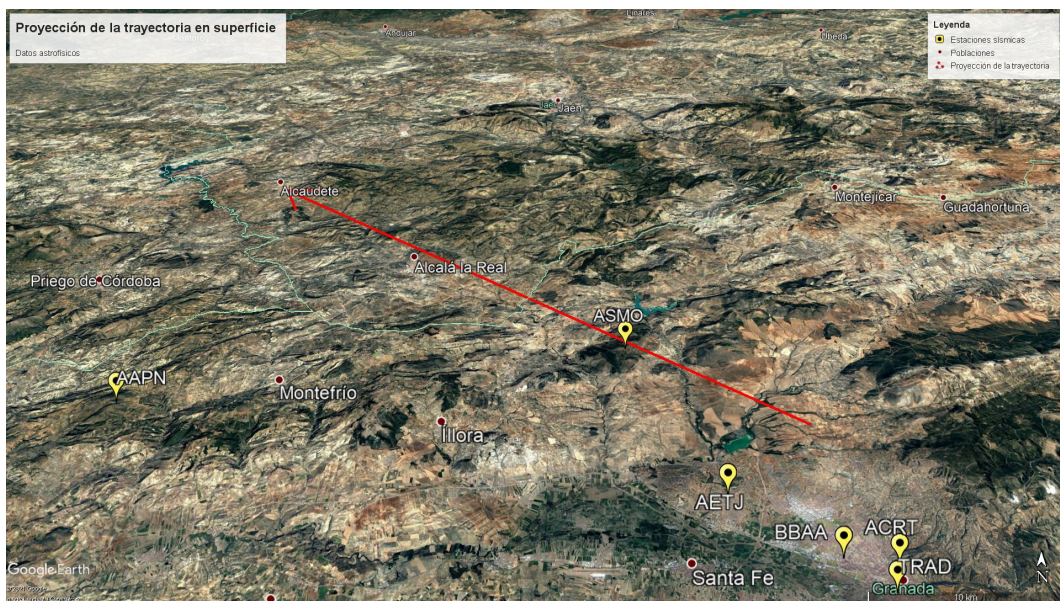 Proyección de la trayectoria en superficie
Datos astrofísicos
Leyenda
Estaciones sísmicas
Poblaciones
Proyección de la trayectoria
Linares
Andújar
Úbeda
Jaén
Jaén
Alcaudete
Montejícar
Guadahortuna
Alcalá la Real
Priego de Córdoba
ASMO
AAPN
Montefrío
Íllora
AETJ
BBAA
ACRT
TRAD
Santa Fe
Granada
Google Earth
10 km
N